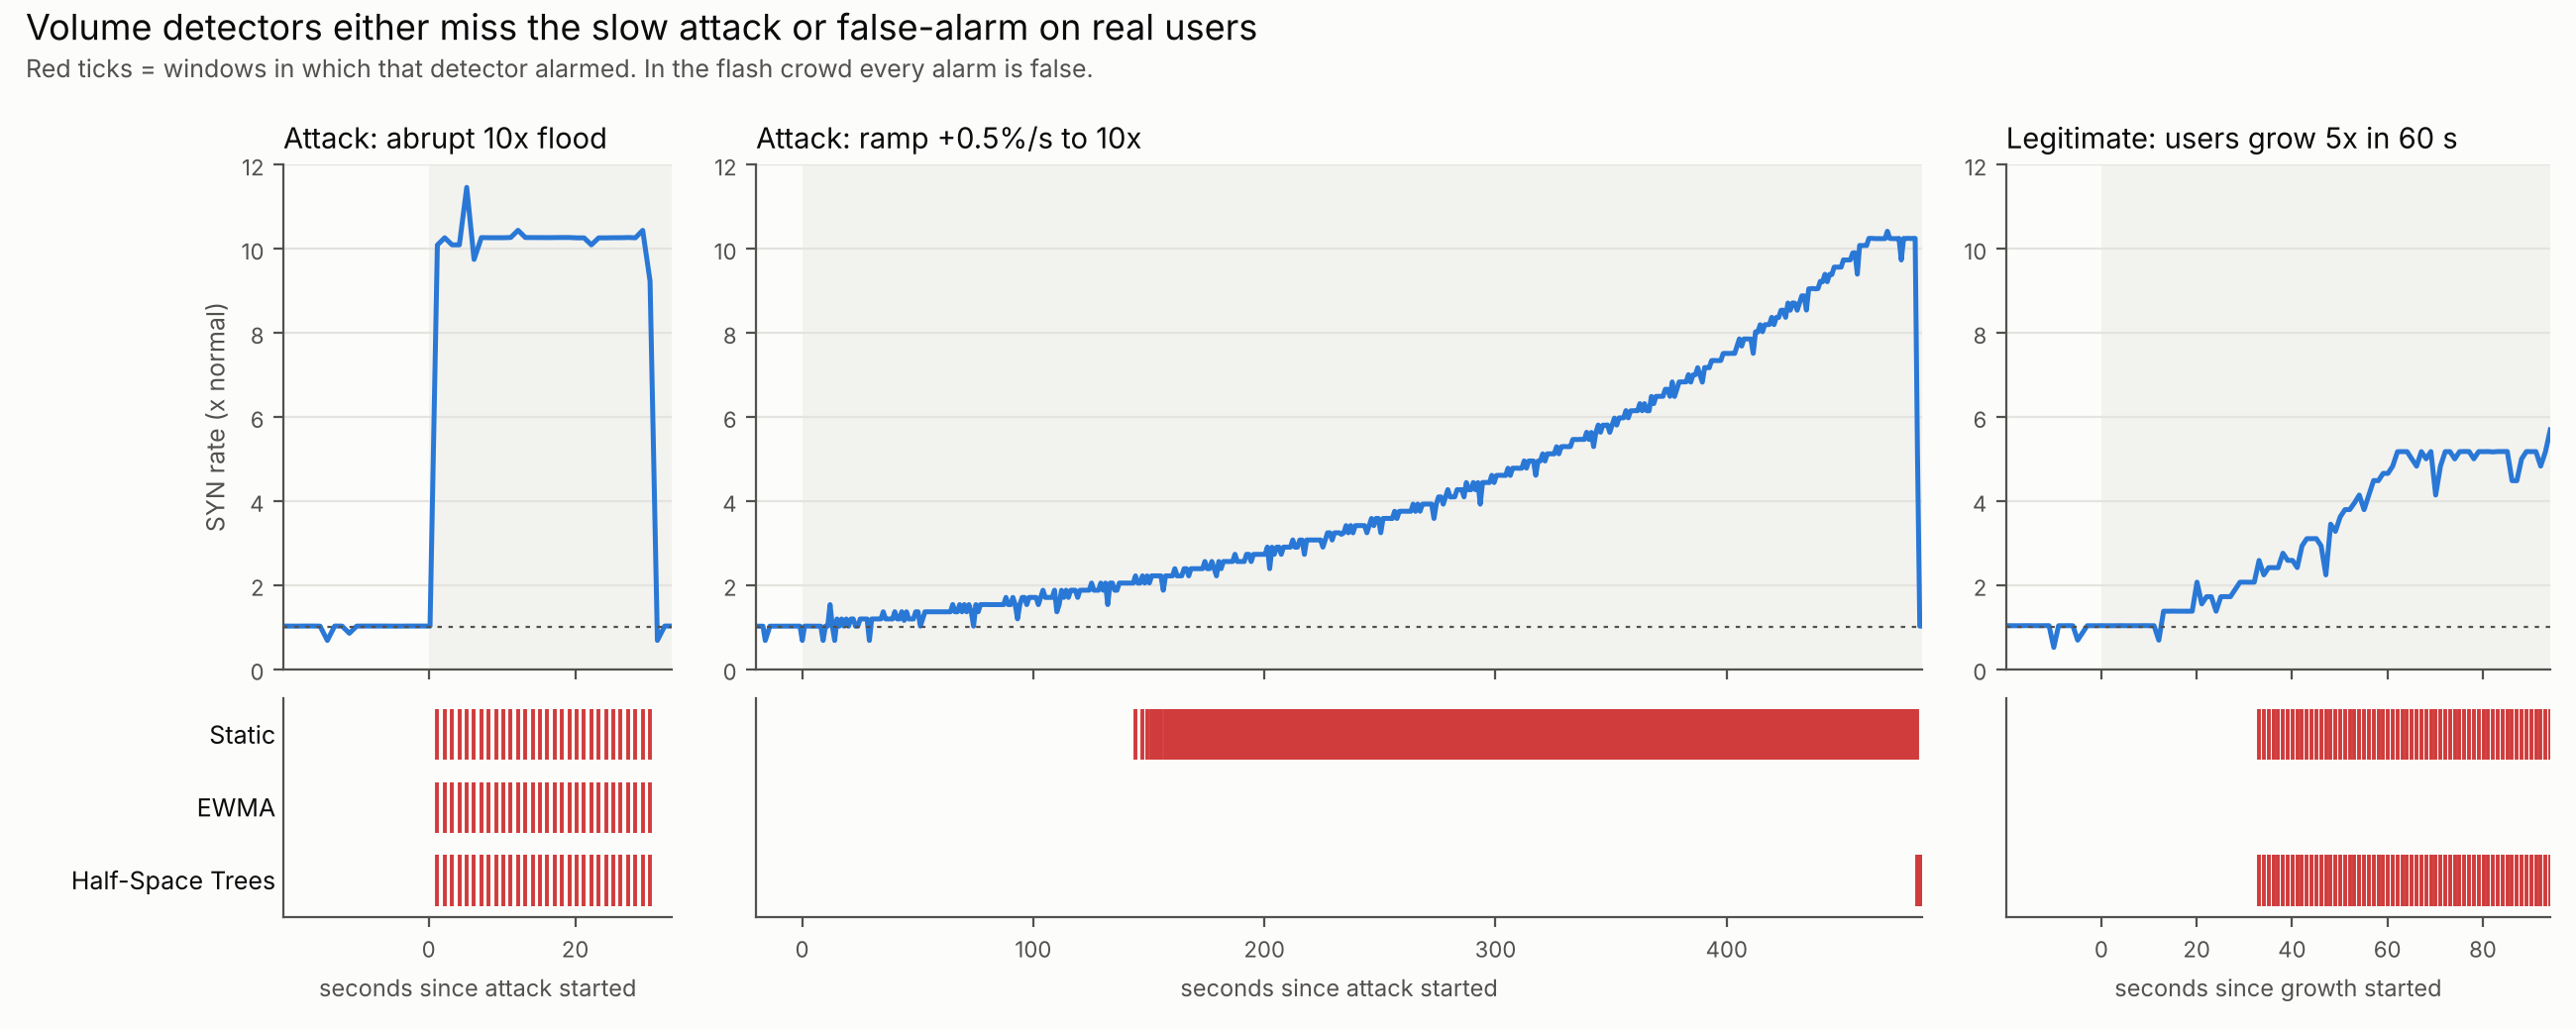 Volume detectors either miss the slow attack or false-alarm on real users
Red ticks = windows in which that detector alarmed. In the flash crowd every alarm is false.
Attack: abrupt 10x flood
Attack: ramp +0.5%/s to 10x
Legitimate: users grow 5x in 60 s
SYN rate (x normal)
12
10
8
6
4
2
0
12
10
8
6
4
2
0
12
10
8
6
4
2
0
Static
EWMA
Half-Space Trees
0 20
0 100 200 300 400
0 20 40 60 80
seconds since attack started
seconds since attack started
seconds since growth started